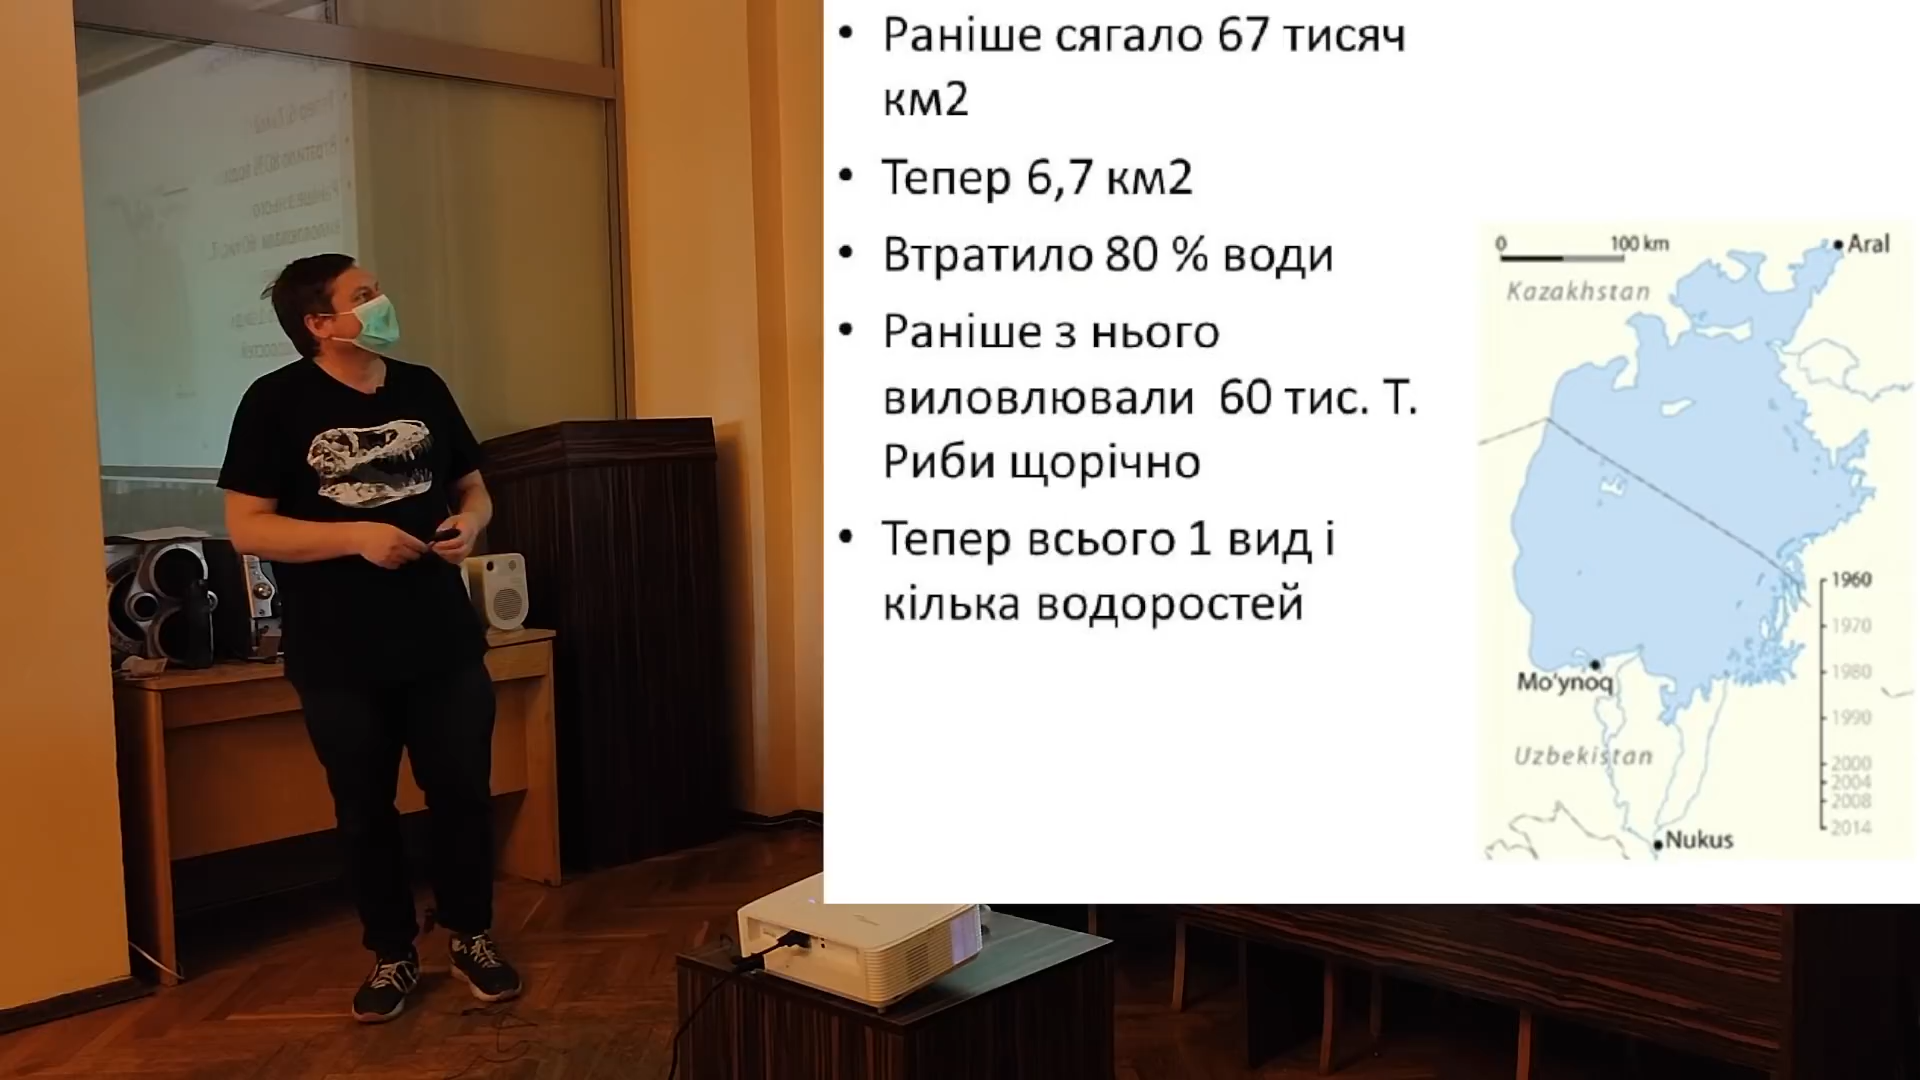 • Раніше сягало 67 тисяч
км2
• Тепер 6,7 км2
• Втратило 80 % води
• Раніше з нього
виловлювали 60 тис. Т.
Риби щорічно
• Тепер всього 1 вид і
кілька водоростей
0 100 km
Aral
Kazakhstan
1960
1970
1980
1990
2000
2004
2008
2014
Mo'ynoq
Uzbekistan
Nukus